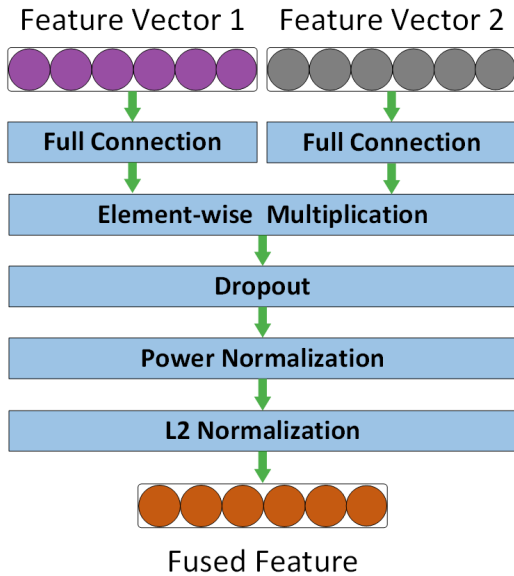 Feature Vector 1
Feature Vector 2
Full Connection
Full Connection
Element-wise Multiplication
Dropout
Power Normalization
L2 Normalization
Fused Feature